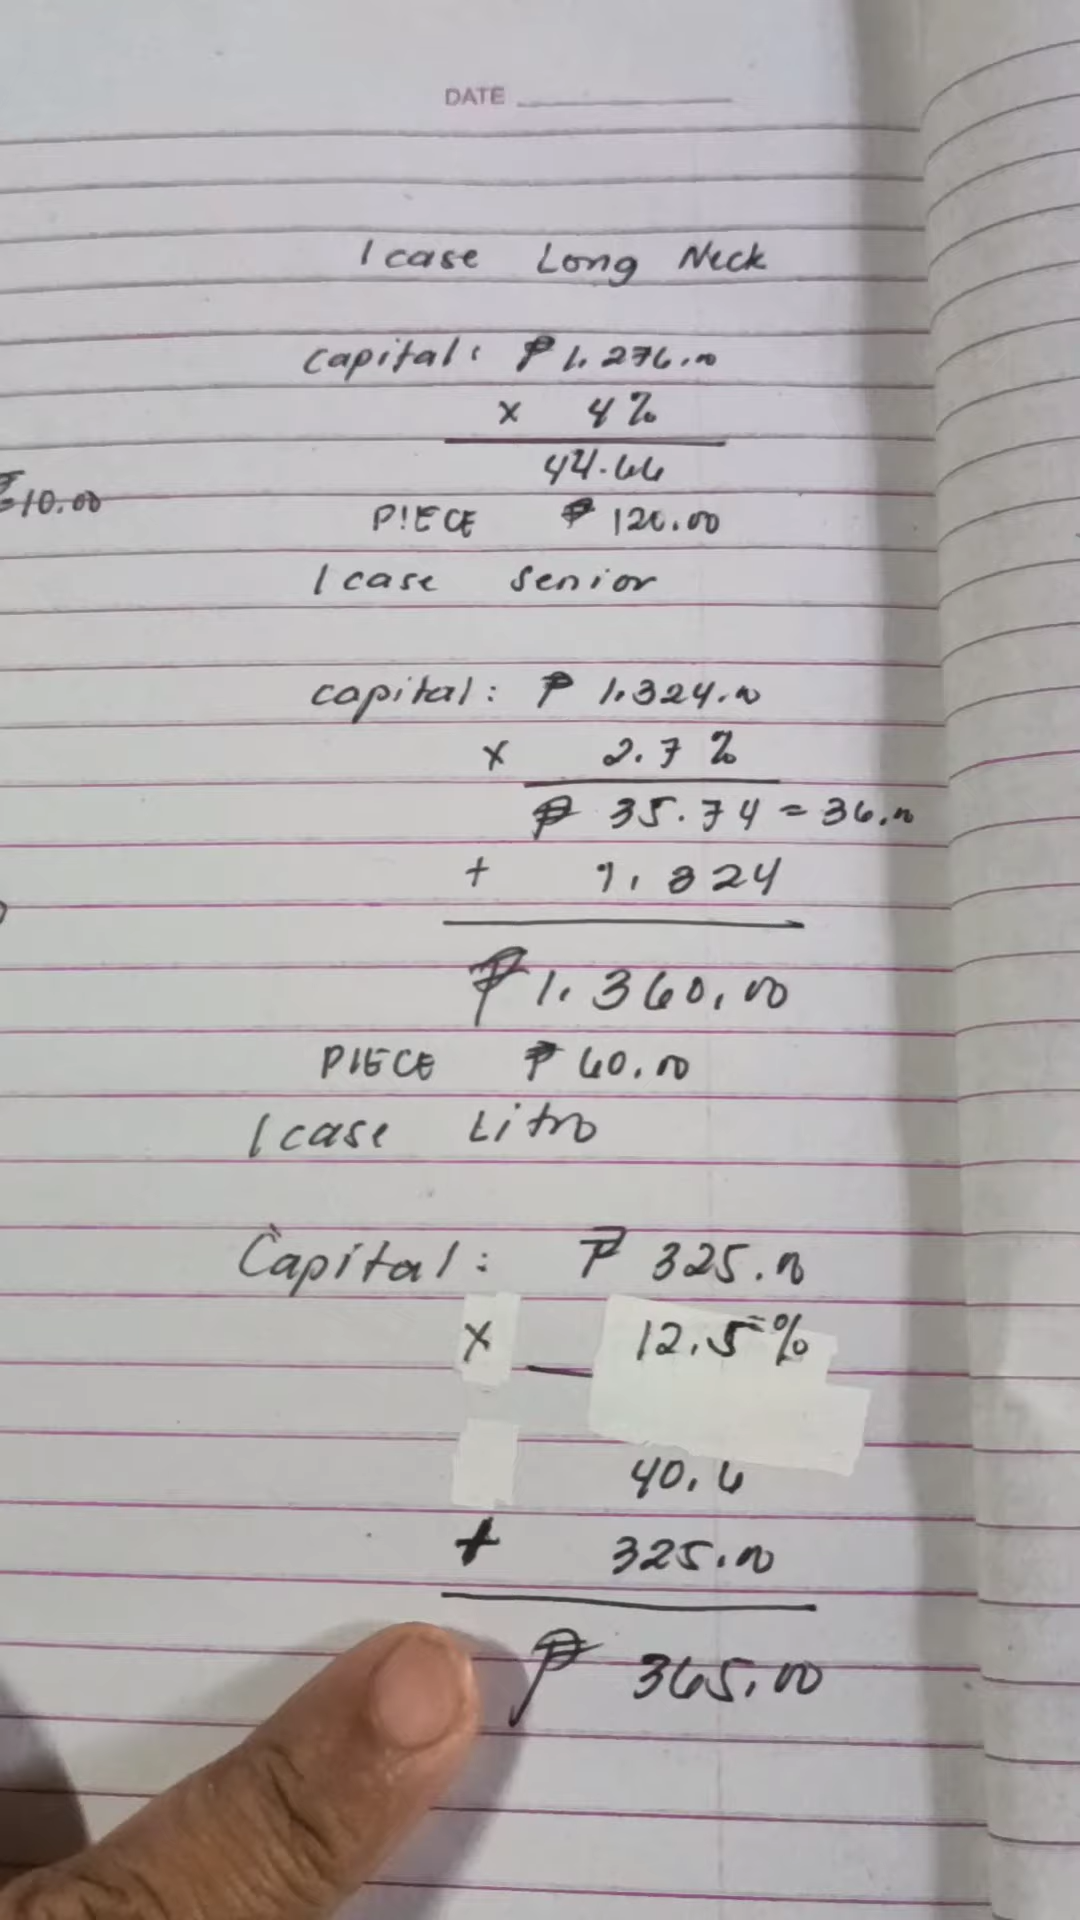 DATE
1 case Long Neck
capital: ₱ 1.276.00
x 4%
44.66
₱10.00
PIECE ₱ 120.00
1 case Senior
capital: ₱ 1.324.00
x 2.7 %
₱ 35.74 = 36.00
+ 1.324
₱ 1.360.00
PIECE ₱ 60.00
1 case Litro
Capital: ₱ 325.00
x 12.5 %
40.6
+ 325.00
₱ 365.00